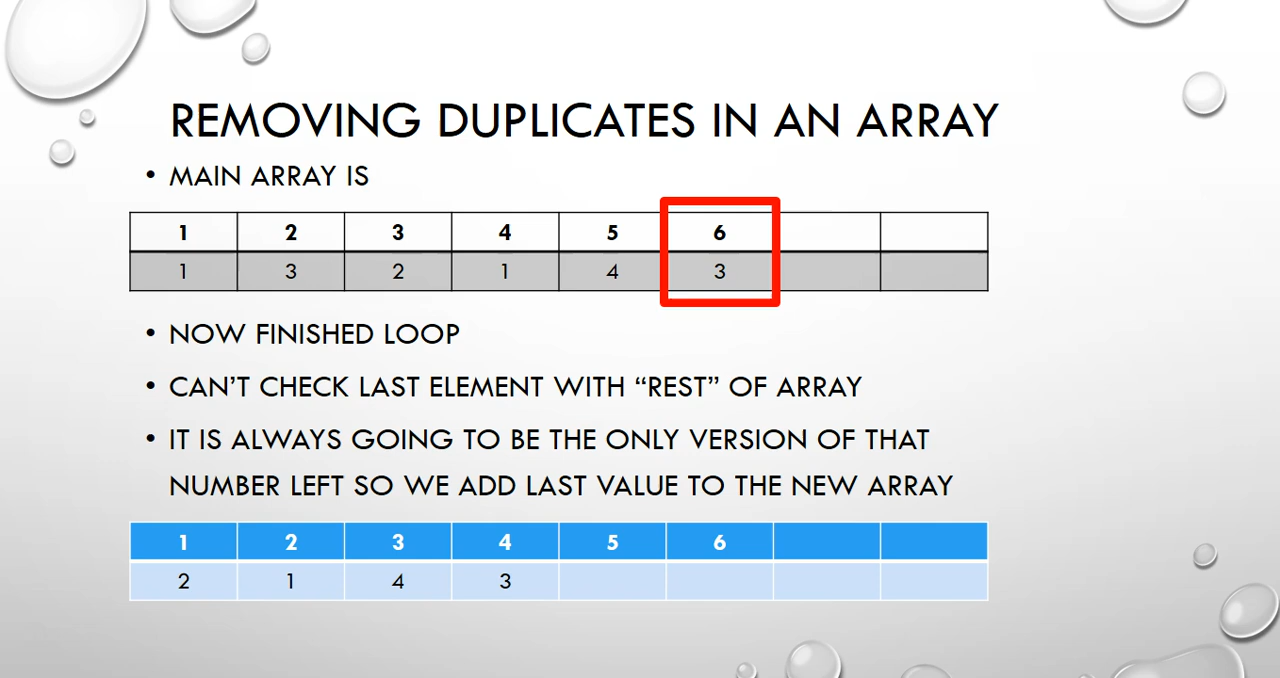 REMOVING DUPLICATES IN AN ARRAY
• MAIN ARRAY IS
1 2 3 4 5 6
1 3 2 1 4 3
• NOW FINISHED LOOP
• CAN’T CHECK LAST ELEMENT WITH “REST” OF ARRAY
• IT IS ALWAYS GOING TO BE THE ONLY VERSION OF THAT
NUMBER LEFT SO WE ADD LAST VALUE TO THE NEW ARRAY
1 2 3 4 5 6
2 1 4 3